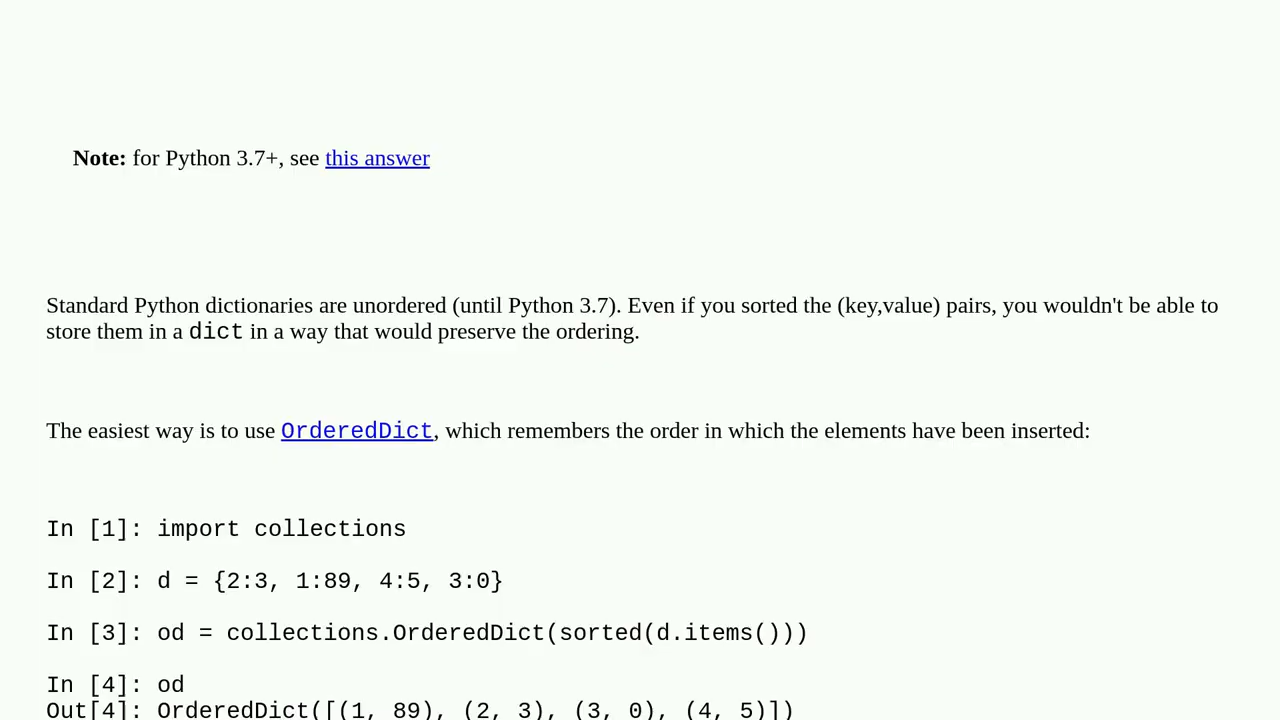 Note: for Python 3.7+, see this answer
Standard Python dictionaries are unordered (until Python 3.7). Even if you sorted the (key,value) pairs, you wouldn't be able to
store them in a dict in a way that would preserve the ordering.
The easiest way is to use OrderedDict, which remembers the order in which the elements have been inserted:
In [1]: import collections
In [2]: d = {2:3, 1:89, 4:5, 3:0}
In [3]: od = collections.OrderedDict(sorted(d.items()))
In [4]: od
Out[4]: OrderedDict([(1, 89), (2, 3), (3, 0), (4, 5)])